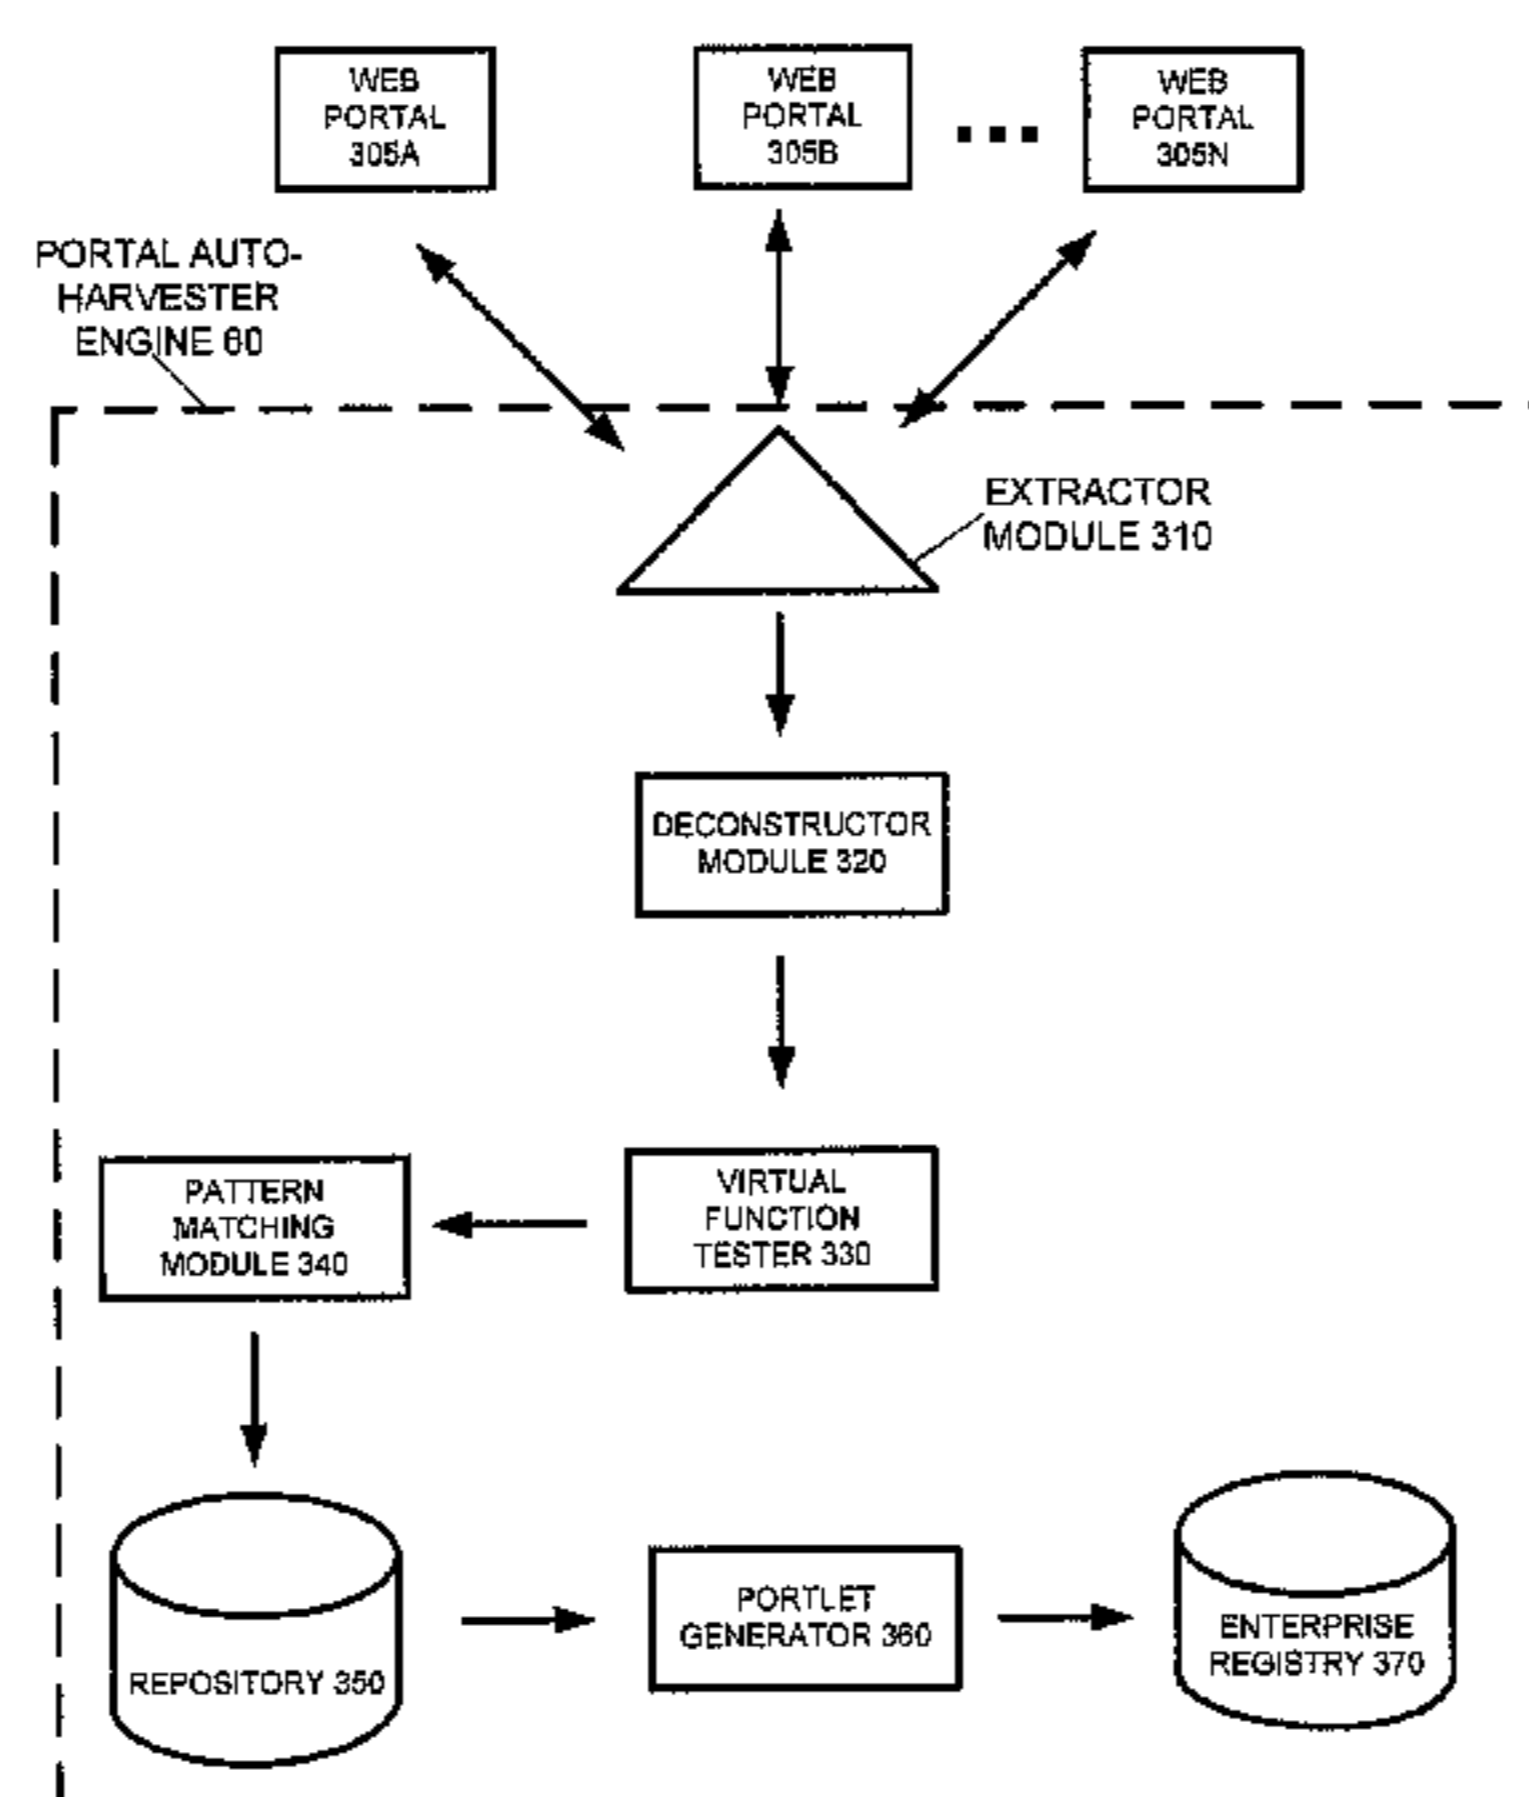 WEB
PORTAL
305A
WEB
PORTAL
305B
WEB
PORTAL
305N
PORTAL AUTO-
HARVESTER
ENGINE 60
EXTRACTOR
MODULE 310
DECONSTRUCTOR
MODULE 320
VIRTUAL
FUNCTION
TESTER 330
PATTERN
MATCHING
MODULE 340
REPOSITORY 350
PORTLET
GENERATOR 360
ENTERPRISE
REGISTRY 370